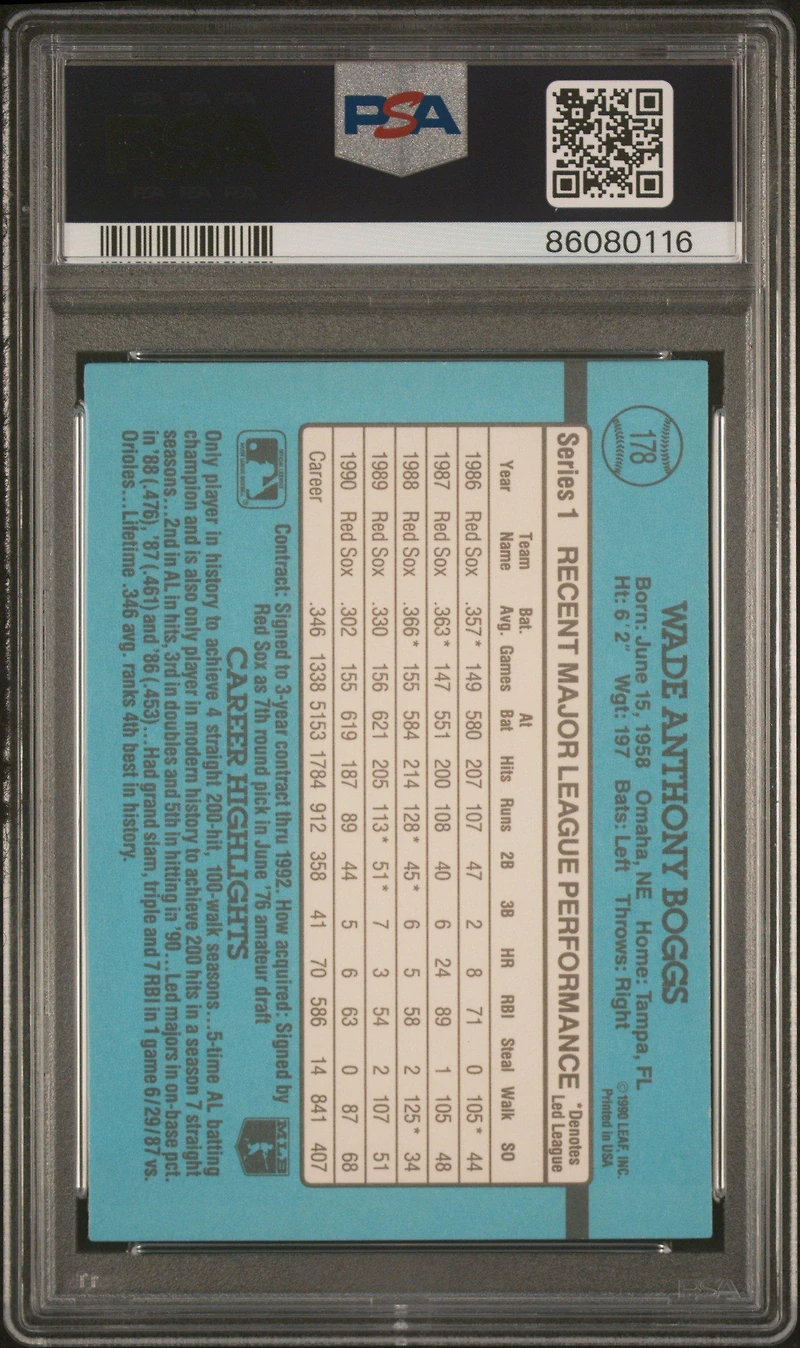 PSA
86080116
178
WADE ANTHONY BOGGS
Born: June 15, 1958 Omaha, NE Home: Tampa, FL
Ht: 6' 2" Wgt: 197 Bats: Left Throws: Right
© 1990 LEAF, INC.
Printed in USA
Series 1 RECENT MAJOR LEAGUE PERFORMANCE *Denotes Led League
Year Team Name Bat. Avg. Games At Bat Hits Runs 2B 3B HR RBI Steal Walk SO
1986 Red Sox .357* 149 580 207 107 47 2 8 71 0 105* 44
1987 Red Sox .363* 147 551 200 108 40 6 24 89 1 105 48
1988 Red Sox .366* 155 584 214 128* 45* 6 5 58 2 125* 34
1989 Red Sox .330 156 621 205 113* 51* 7 3 54 2 107 51
1990 Red Sox .302 155 619 187 89 44 5 6 63 0 87 68
Career .346 1338 5153 1784 912 358 41 70 586 14 841 407
Contract: Signed to 3-year contract thru 1992. How acquired: Signed by
Red Sox as 7th round pick in June '76 amateur draft
MLB
CAREER HIGHLIGHTS
Only player in history to achieve 4 straight 200-hit, 100-walk seasons...5-time AL batting
champion and is also only player in modern history to achieve 200 hits in a season 7 straight
seasons...2nd in AL in hits, 3rd in doubles and 5th in hitting in '90...Led majors in on-base pct.
in '88 (.476), '87 (.461) and '86 (.453)...Had grand slam, triple and 7 RBI in 1 game 6/29/87 vs.
Orioles...Lifetime .346 avg. ranks 4th best in history.
PSA